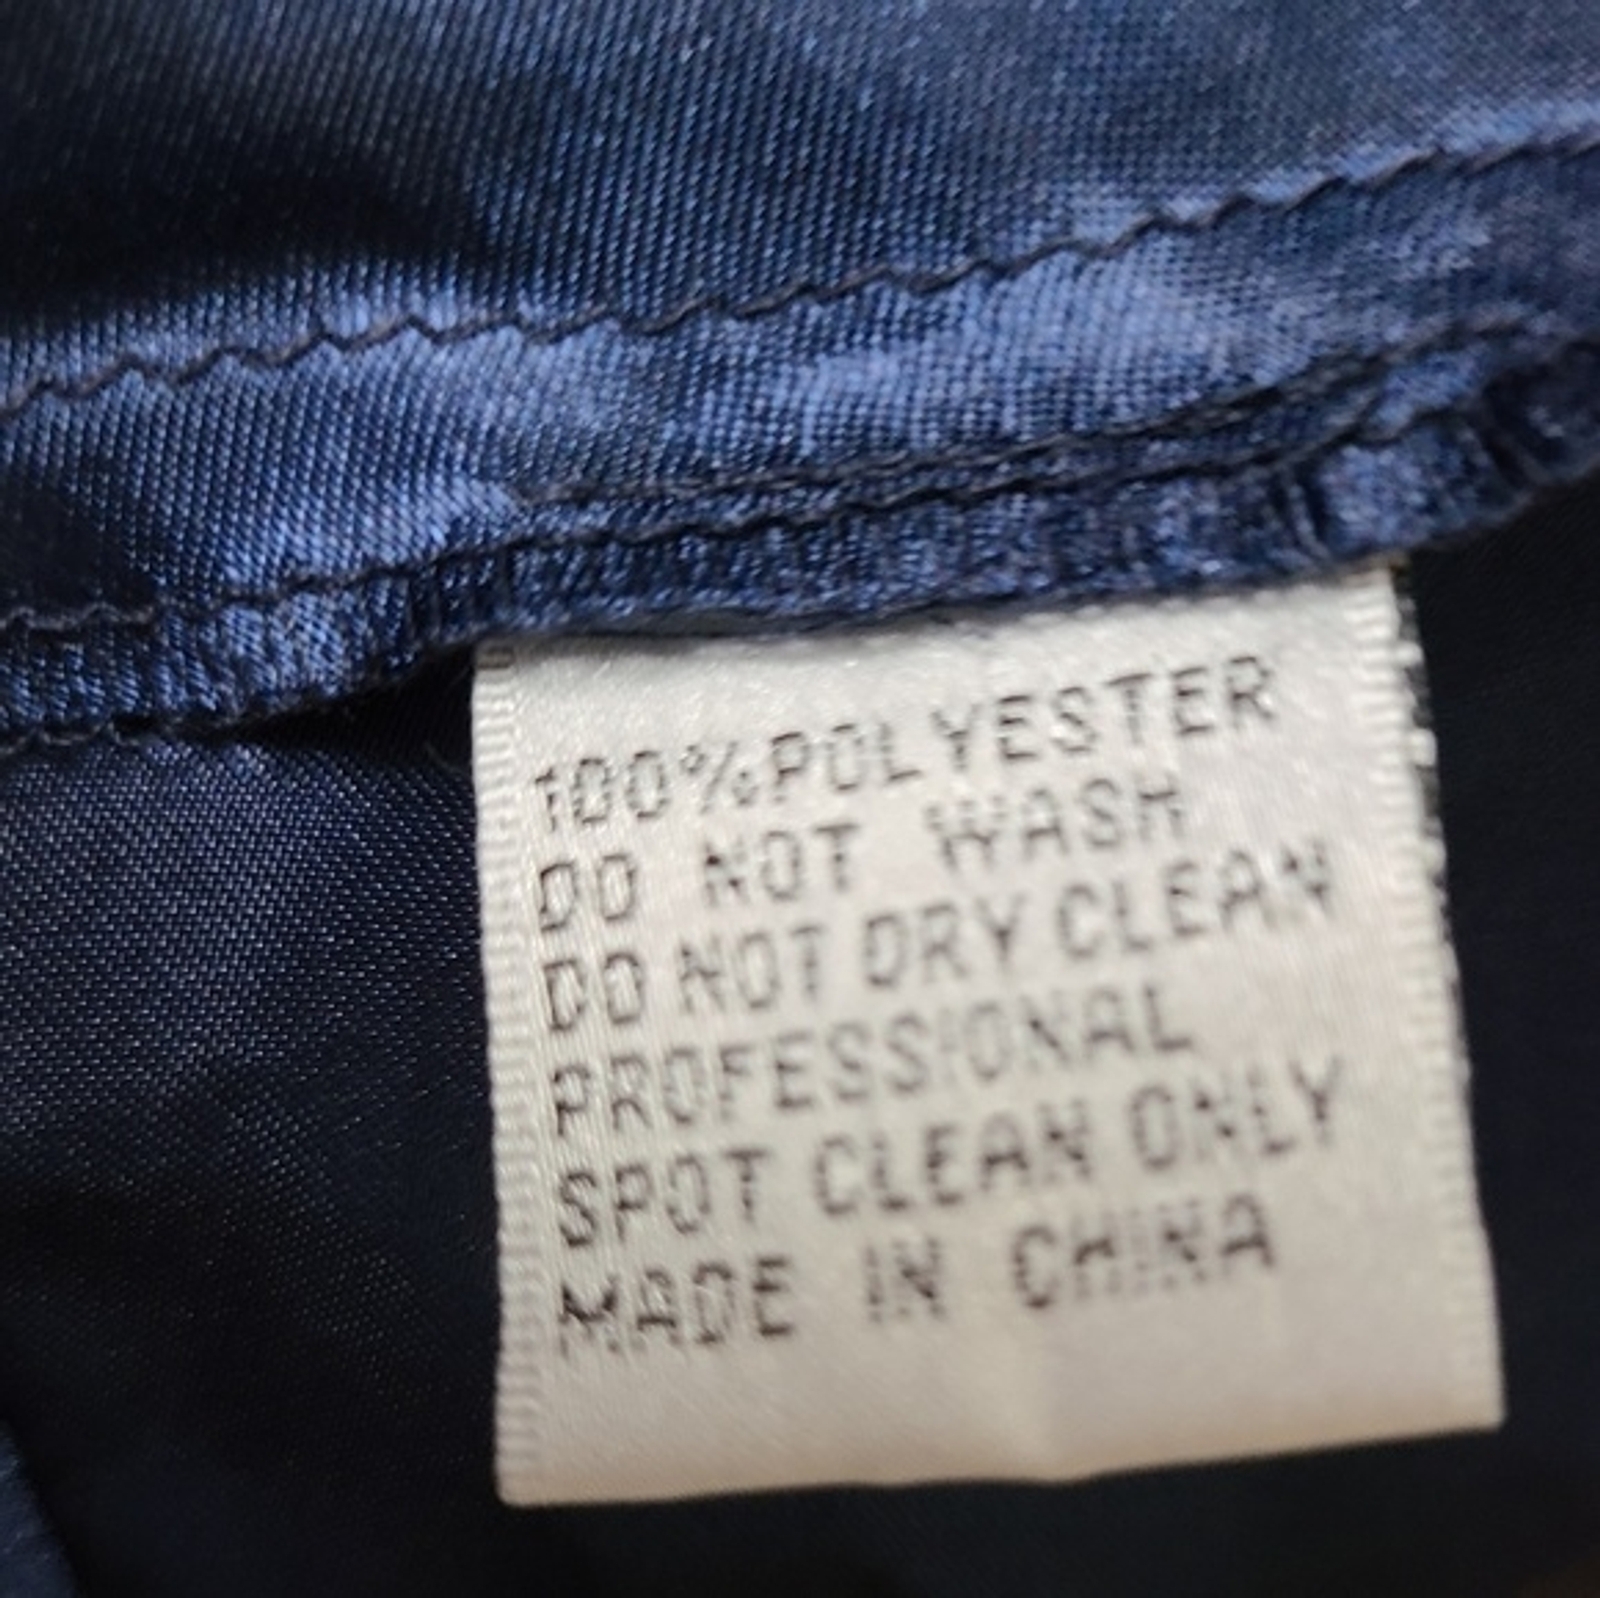 100%POLYESTER
DO NOT WASH
DO NOT DRY CLEAN
PROFESSIONAL
SPOT CLEAN ONLY
MADE IN CHINA